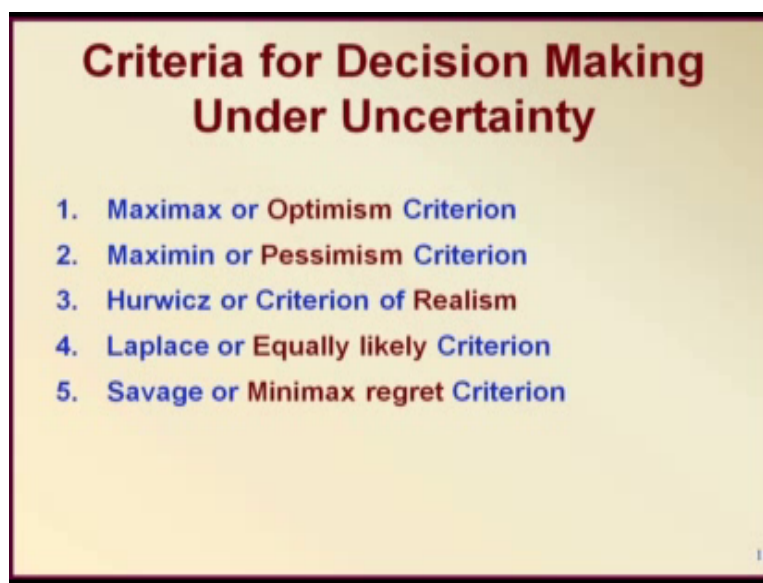 Criteria for Decision Making
Under Uncertainty
1. Maximax or Optimism Criterion
2. Maximin or Pessimism Criterion
3. Hurwicz or Criterion of Realism
4. Laplace or Equally likely Criterion
5. Savage or Minimax regret Criterion